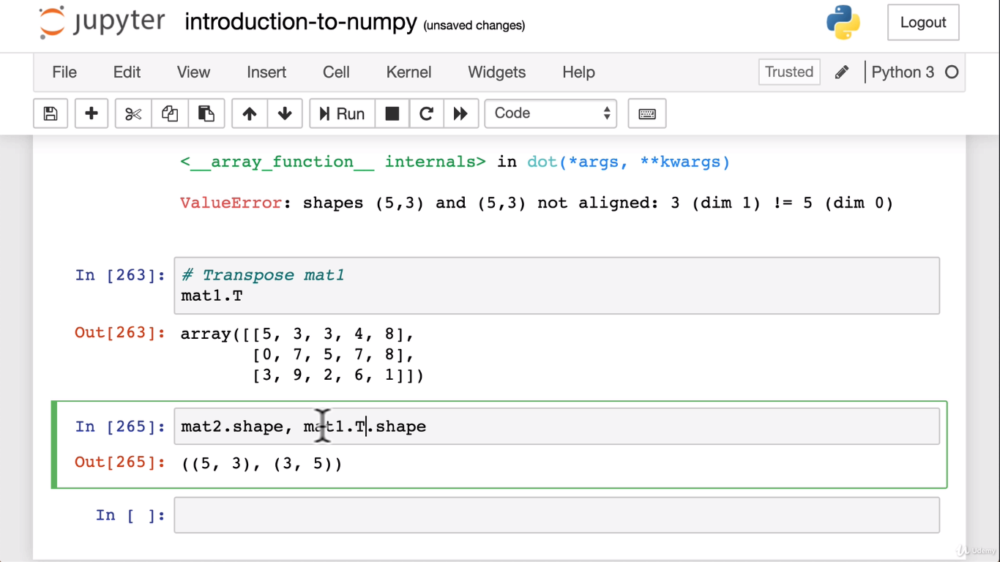 jupyter introduction-to-numpy (unsaved changes) Logout
File Edit View Insert Cell Kernel Widgets Help Trusted Python 3
Run Code
<__array_function__ internals> in dot(*args, **kwargs)
ValueError: shapes (5,3) and (5,3) not aligned: 3 (dim 1) != 5 (dim 0)
In [263]: # Transpose mat1
mat1.T
Out[263]: array([[5, 3, 3, 4, 8],
[0, 7, 5, 7, 8],
[3, 9, 2, 6, 1]])
In [265]: mat2.shape, mat1.T.shape
Out[265]: ((5, 3), (3, 5))
In [ ]:
Udemy